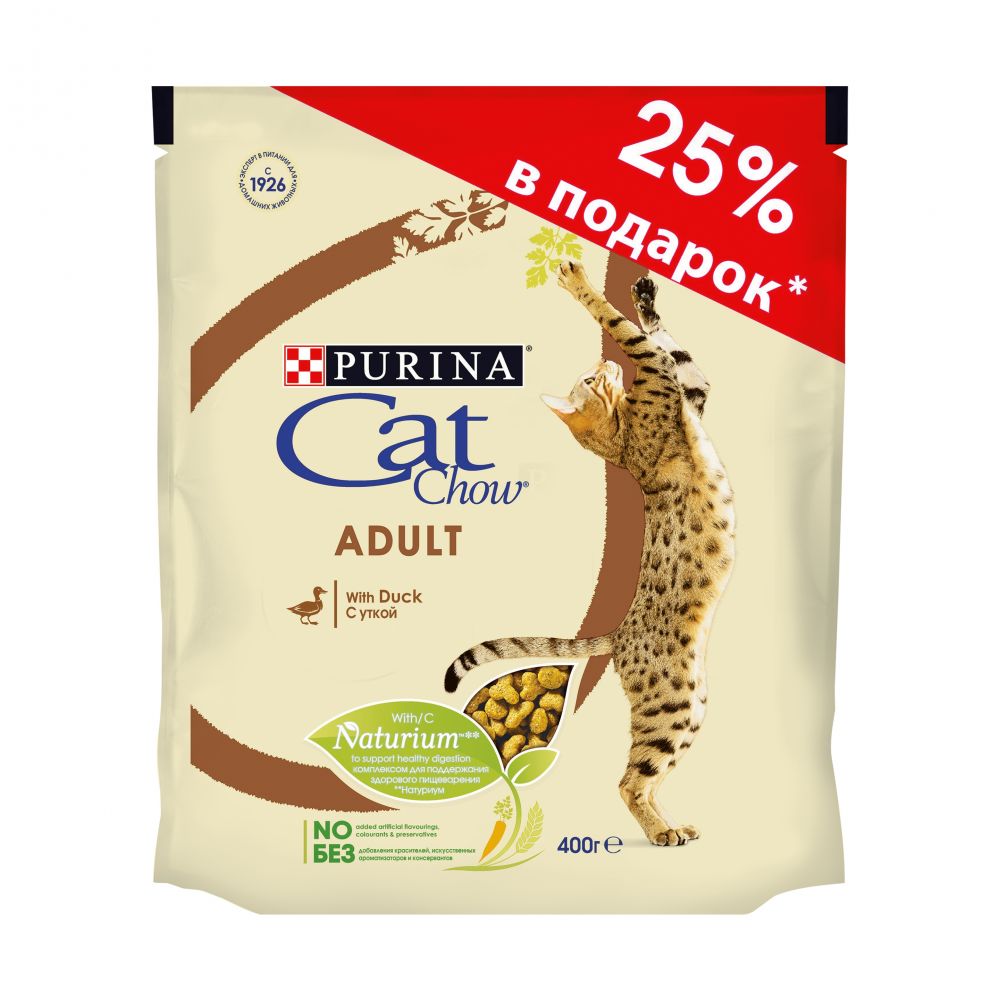 25%
в подарок*
ЭКСПЕРТ В ПИТАНИИ ДЛЯ
С
1926
ДОМАШНИХ ЖИВОТНЫХ
PURINA®
Cat
Chow®
ADULT
With Duck
С уткой
With/С
Naturium™**
to support healthy digestion
комплексом для поддержания
здорового пищеварения
**Натуриум
NO added artificial flavourings,
colourants & preservatives
БЕЗ добавления красителей, искусственных
ароматизаторов и консервантов
400г ℮